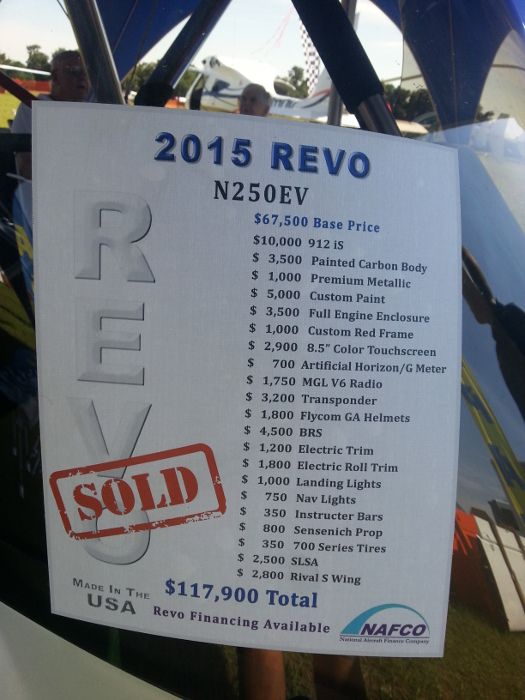 2015 REVO
N250EV
$67,500 Base Price
$10,000 912 iS
$ 3,500 Painted Carbon Body
$ 1,000 Premium Metallic
$ 5,000 Custom Paint
$ 3,500 Full Engine Enclosure
$ 1,000 Custom Red Frame
$ 2,900 8.5" Color Touchscreen
$ 700 Artificial Horizon/G Meter
$ 1,750 MGL V6 Radio
$ 3,200 Transponder
$ 1,800 Flycom GA Helmets
$ 4,500 BRS
$ 1,200 Electric Trim
$ 1,800 Electric Roll Trim
$ 1,000 Landing Lights
$ 750 Nav Lights
$ 350 Instructer Bars
$ 800 Sensenich Prop
$ 350 700 Series Tires
$ 2,500 SLSA
$ 2,800 Rival S Wing
REVO
SOLD
MADE IN THE
USA
$117,900 Total
Revo Financing Available
NAFCO
National Aircraft Finance Company